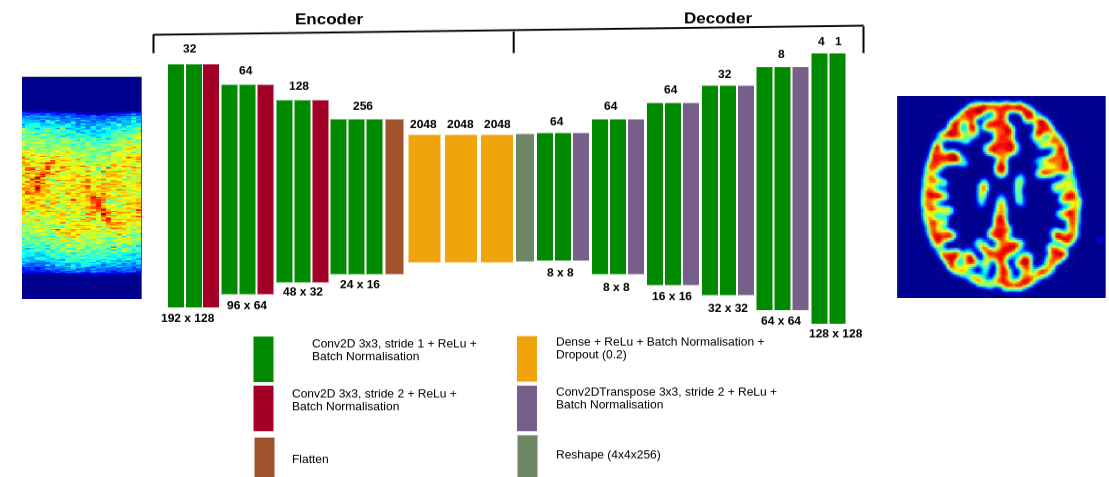 Encoder
Decoder
32
64
128
256
2048 2048 2048
64
64
64
32
8
4 1
192 x 128
96 x 64
48 x 32
24 x 16
8 x 8
8 x 8
16 x 16
32 x 32
64 x 64
128 x 128
Conv2D 3x3, stride 1 + ReLu +
Batch Normalisation
Conv2D 3x3, stride 2 + ReLu +
Batch Normalisation
Flatten
Dense + ReLu + Batch Normalisation +
Dropout (0.2)
Conv2DTranspose 3x3, stride 2 + ReLu +
Batch Normalisation
Reshape (4x4x256)